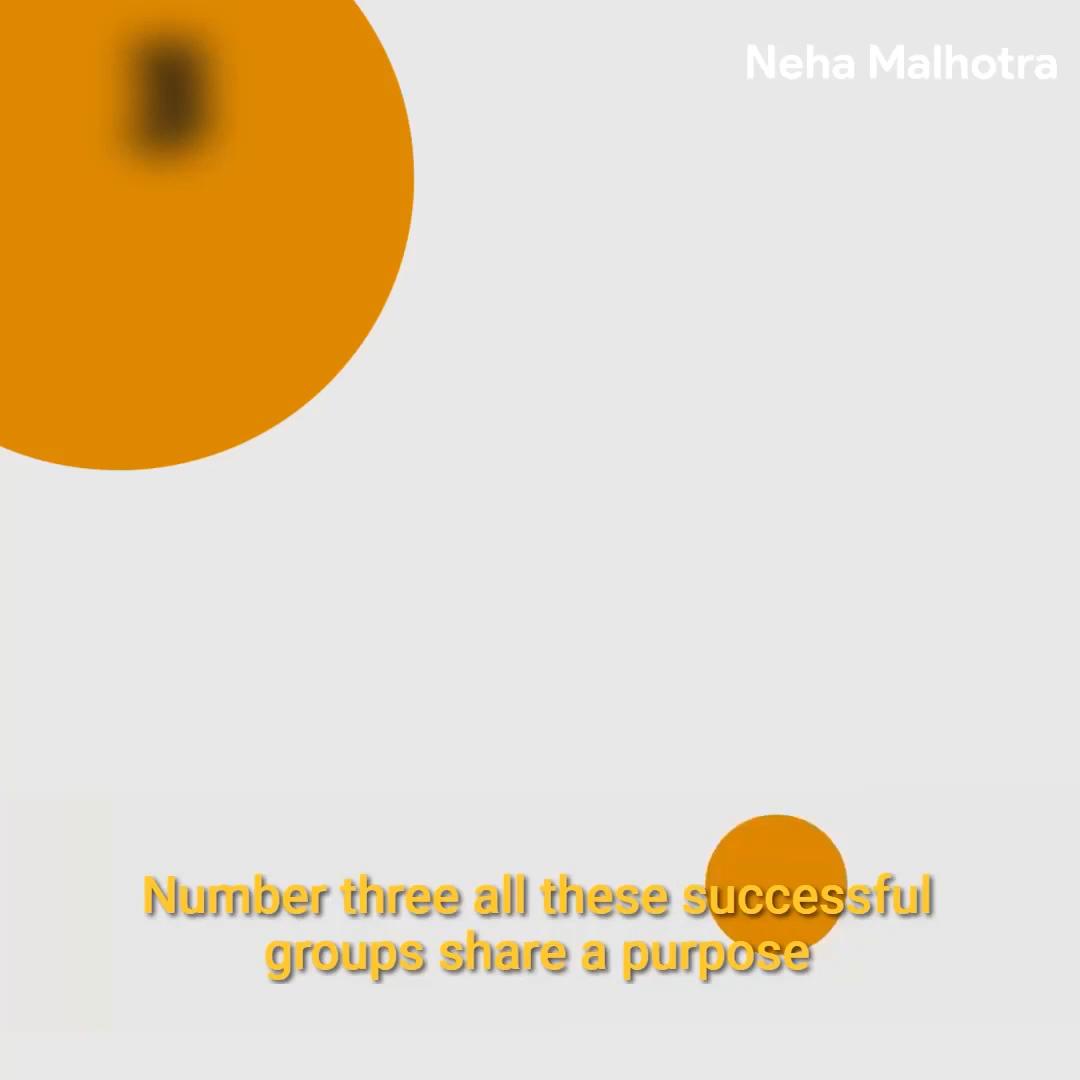 Neha Malhotra
Number three all these successful
groups share a purpose